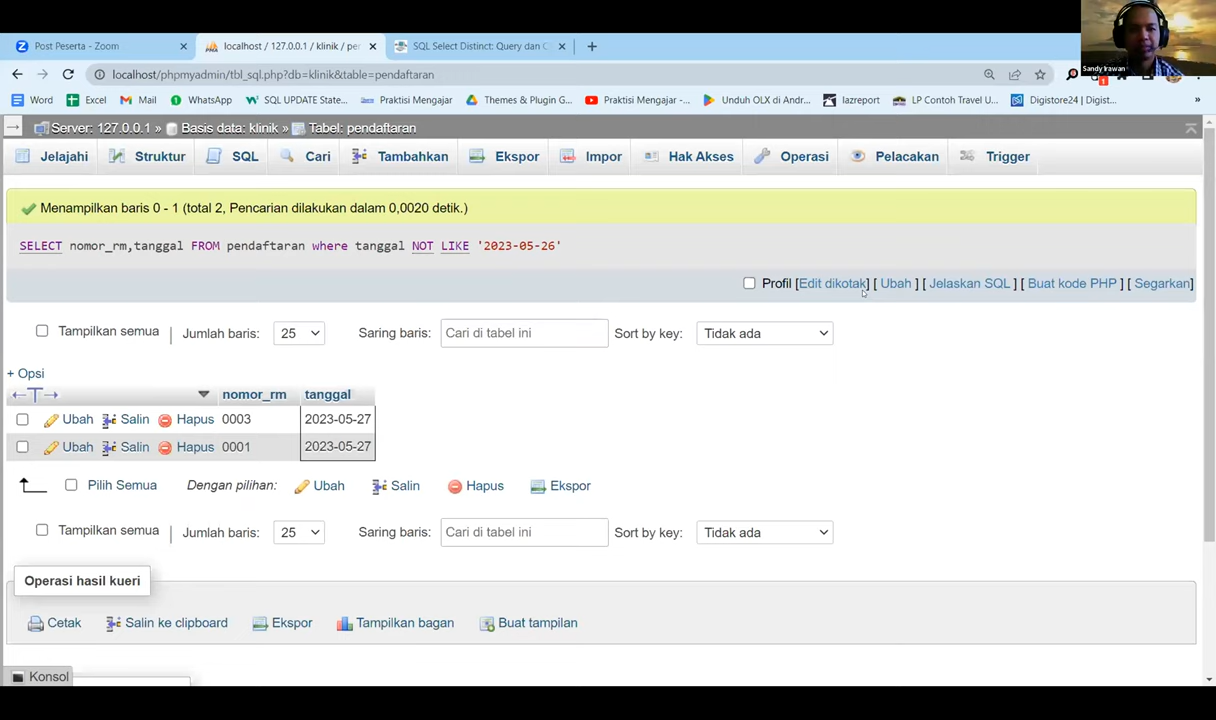 Post Peserta - Zoom
localhost / 127.0.0.1 / klinik / per
SQL Select Distinct: Query dan C
Sandy Irawan
localhost/phpmyadmin/tbl_sql.php?db=klinik&table=pendaftaran
1
Word Excel Mail WhatsApp SQL UPDATE State... Praktisi Mengajar Themes & Plugin G... Praktisi Mengajar -... Unduh OLX di Andr... lazreport LP Contoh Travel U... Digistore24 | Digist... »
Server: 127.0.0.1 » Basis data: klinik » Tabel: pendaftaran
Jelajahi Struktur SQL Cari Tambahkan Ekspor Impor Hak Akses Operasi Pelacakan Trigger
Menampilkan baris 0 - 1 (total 2, Pencarian dilakukan dalam 0,0020 detik.)
SELECT nomor_rm,tanggal FROM pendaftaran where tanggal NOT LIKE '2023-05-26'
Profil [Edit dikotak] [ Ubah ] [ Jelaskan SQL ] [ Buat kode PHP ] [ Segarkan]
Tampilkan semua | Jumlah baris: 25 Saring baris: Cari di tabel ini Sort by key: Tidak ada
+ Opsi
←T→ nomor_rm tanggal
Ubah Salin Hapus 0003 2023-05-27
Ubah Salin Hapus 0001 2023-05-27
Pilih Semua Dengan pilihan: Ubah Salin Hapus Ekspor
Tampilkan semua | Jumlah baris: 25 Saring baris: Cari di tabel ini Sort by key: Tidak ada
Operasi hasil kueri
Cetak Salin ke clipboard Ekspor Tampilkan bagan Buat tampilan
Konsol